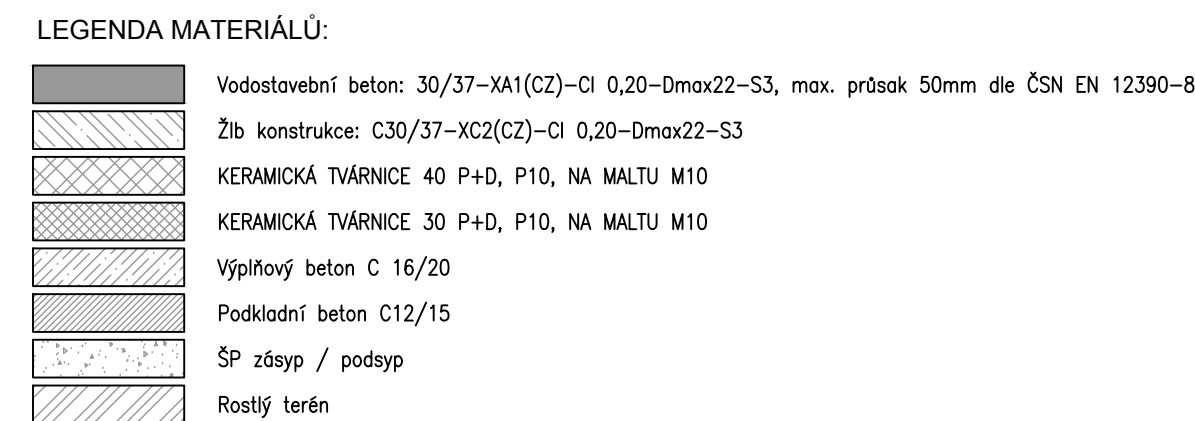 LEGENDA MATERIÁLŮ:
Vodostavební beton: 30/37-XA1(CZ)-Cl 0,20-Dmax22-S3, max. průsak 50mm dle ČSN EN 12390-8
Žlb konstrukce: C30/37-XC2(CZ)-Cl 0,20-Dmax22-S3
KERAMICKÁ TVÁRNICE 40 P+D, P10, NA MALTU M10
KERAMICKÁ TVÁRNICE 30 P+D, P10, NA MALTU M10
Výplňový beton C 16/20
Podkladní beton C12/15
ŠP zásyp / podsyp
Rostlý terén